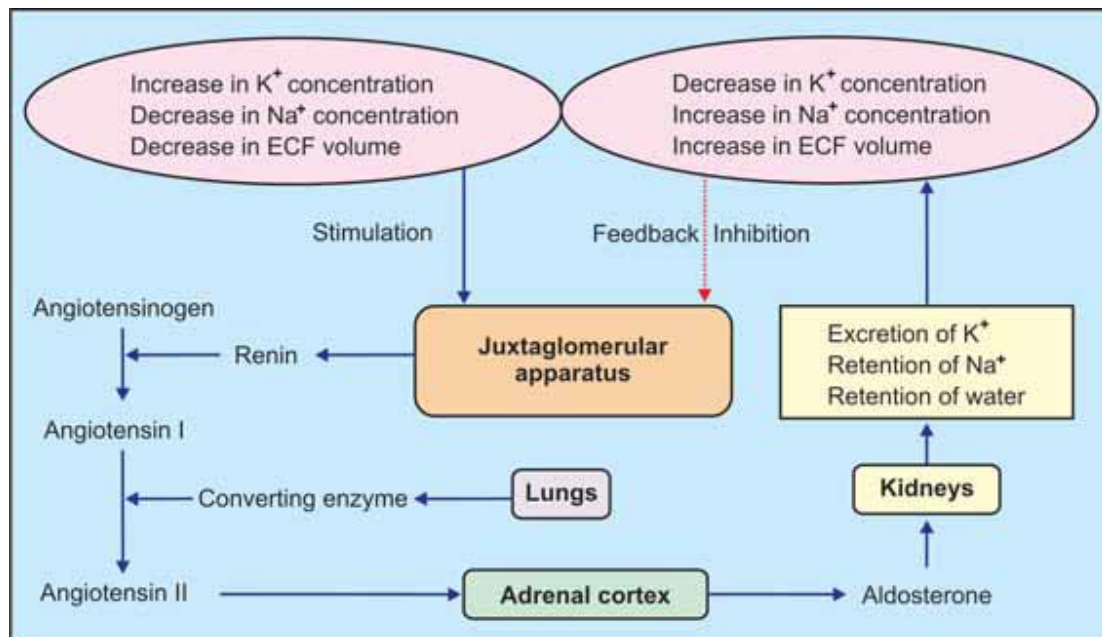 Increase in K⁺ concentration
Decrease in Na⁺ concentration
Decrease in ECF volume
Decrease in K⁺ concentration
Increase in Na⁺ concentration
Increase in ECF volume
Stimulation
Feedback Inhibition
Angiotensinogen
Renin
Juxtaglomerular
apparatus
Excretion of K⁺
Retention of Na⁺
Retention of water
Angiotensin I
Converting enzyme
Lungs
Kidneys
Angiotensin II
Adrenal cortex
Aldosterone